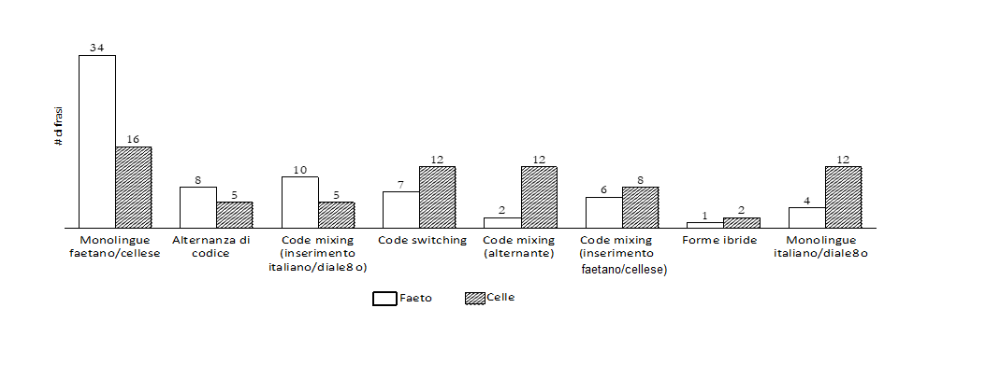 34
16
8
5
10
5
7
12
2
12
6
8
1
2
4
12
# di frasi
Monolingue
faetano/cellese
Alternanza di
codice
Code mixing
(inserimento
italiano/diale8o)
Code switching
Code mixing
(alternante)
Code mixing
(inserimento
faetano/cellese)
Forme ibride
Monolingue
italiano/diale8o
Faeto
Celle